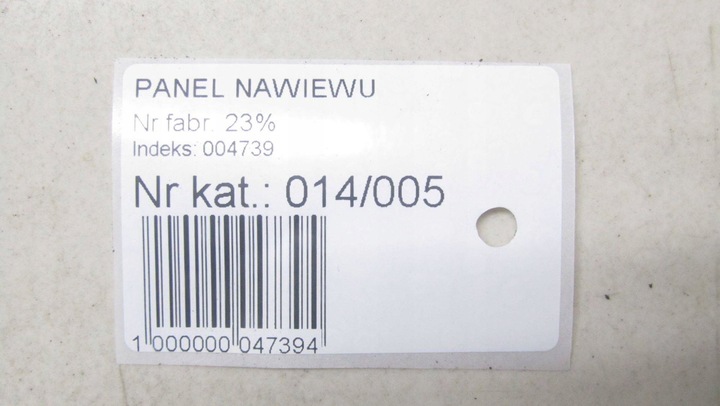 PANEL NAWIEWU
Nr fabr. 23%
Indeks: 004739
Nr kat.: 014/005
1 000000 047394